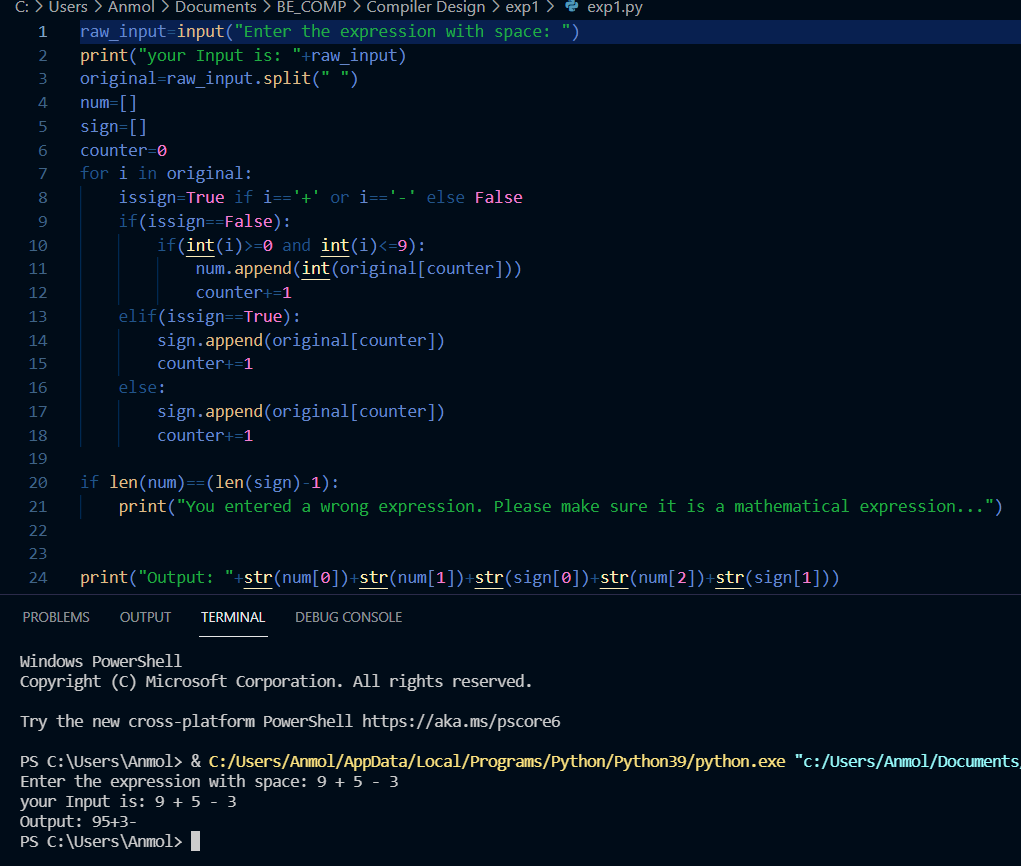 C: > Users > Anmol > Documents > BE_COMP > Compiler Design > exp1 > exp1.py
1 raw_input=input("Enter the expression with space: ")
2 print("your Input is: "+raw_input)
3 original=raw_input.split(" ")
4 num=[]
5 sign=[]
6 counter=0
7 for i in original:
8     issign=True if i=='+' or i=='-' else False
9     if(issign==False):
10         if(int(i)>=0 and int(i)<=9):
11             num.append(int(original[counter]))
12             counter+=1
13     elif(issign==True):
14         sign.append(original[counter])
15         counter+=1
16     else:
17         sign.append(original[counter])
18         counter+=1
19
20 if len(num)==(len(sign)-1):
21     print("You entered a wrong expression. Please make sure it is a mathematical expression...")
22
23
24 print("Output: "+str(num[0])+str(num[1])+str(sign[0])+str(num[2])+str(sign[1]))
PROBLEMS OUTPUT TERMINAL DEBUG CONSOLE
Windows PowerShell
Copyright (C) Microsoft Corporation. All rights reserved.
Try the new cross-platform PowerShell https://aka.ms/pscore6
PS C:\Users\Anmol> & C:/Users/Anmol/AppData/Local/Programs/Python/Python39/python.exe "c:/Users/Anmol/Documents/
Enter the expression with space: 9 + 5 - 3
your Input is: 9 + 5 - 3
Output: 95+3-
PS C:\Users\Anmol>